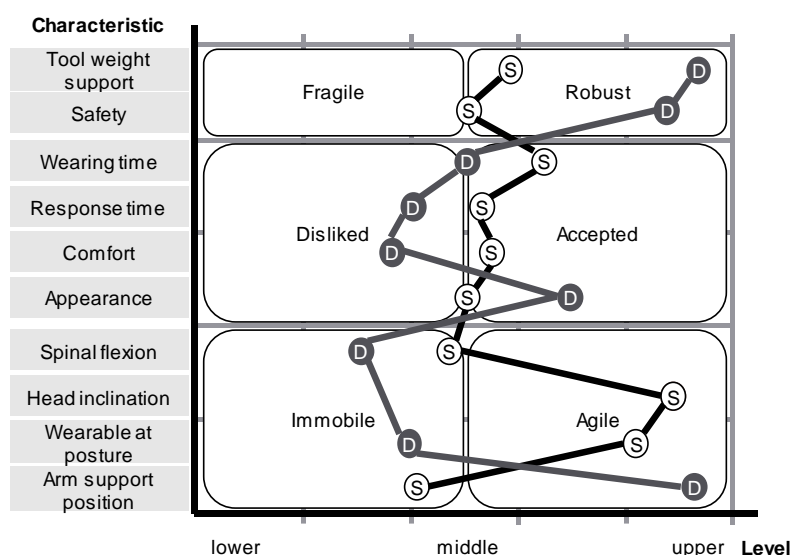 Characteristic
Tool weight
support
S
D
Fragile
Robust
Safety
S
D
Wearing time
D
S
Response time
D
S
Disliked
Accepted
Comfort
D
S
Appearance
S
D
Spinal flexion
D
S
Head inclination
S
Immobile
Agile
Wearable at
posture
D
S
Arm support
position
S
D
lower
middle
upper
Level